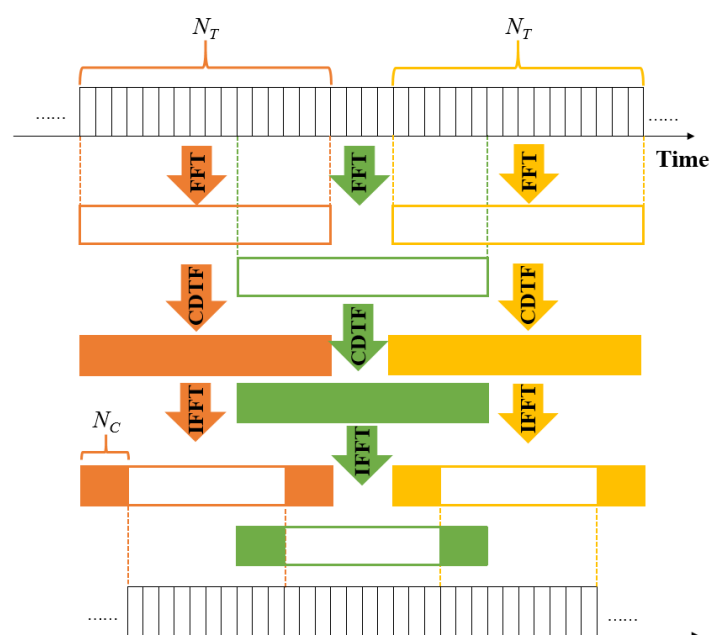 N_T N_T
...... ......
Time
FFT FFT FFT
CDTF CDTF CDTF
IFFT IFFT IFFT
N_C
...... ......